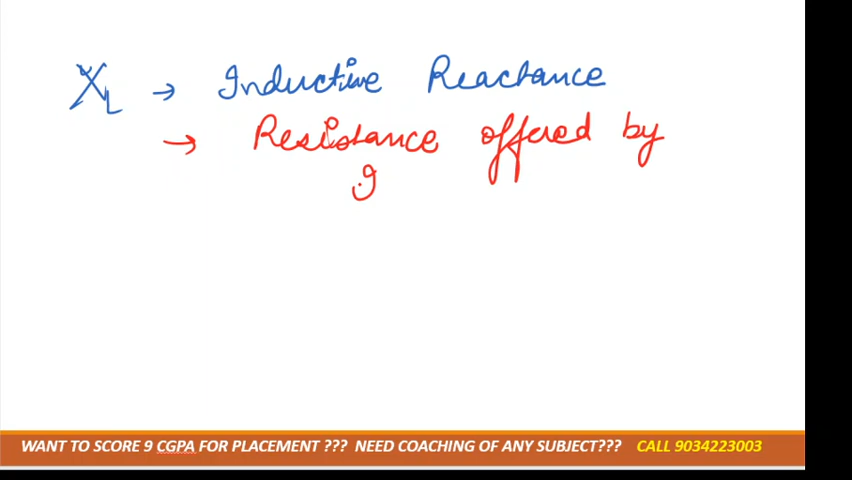 XL → Inductive Reactance
→ Resistance offered by
I
WANT TO SCORE 9 CGPA FOR PLACEMENT ??? NEED COACHING OF ANY SUBJECT??? CALL 9034223003